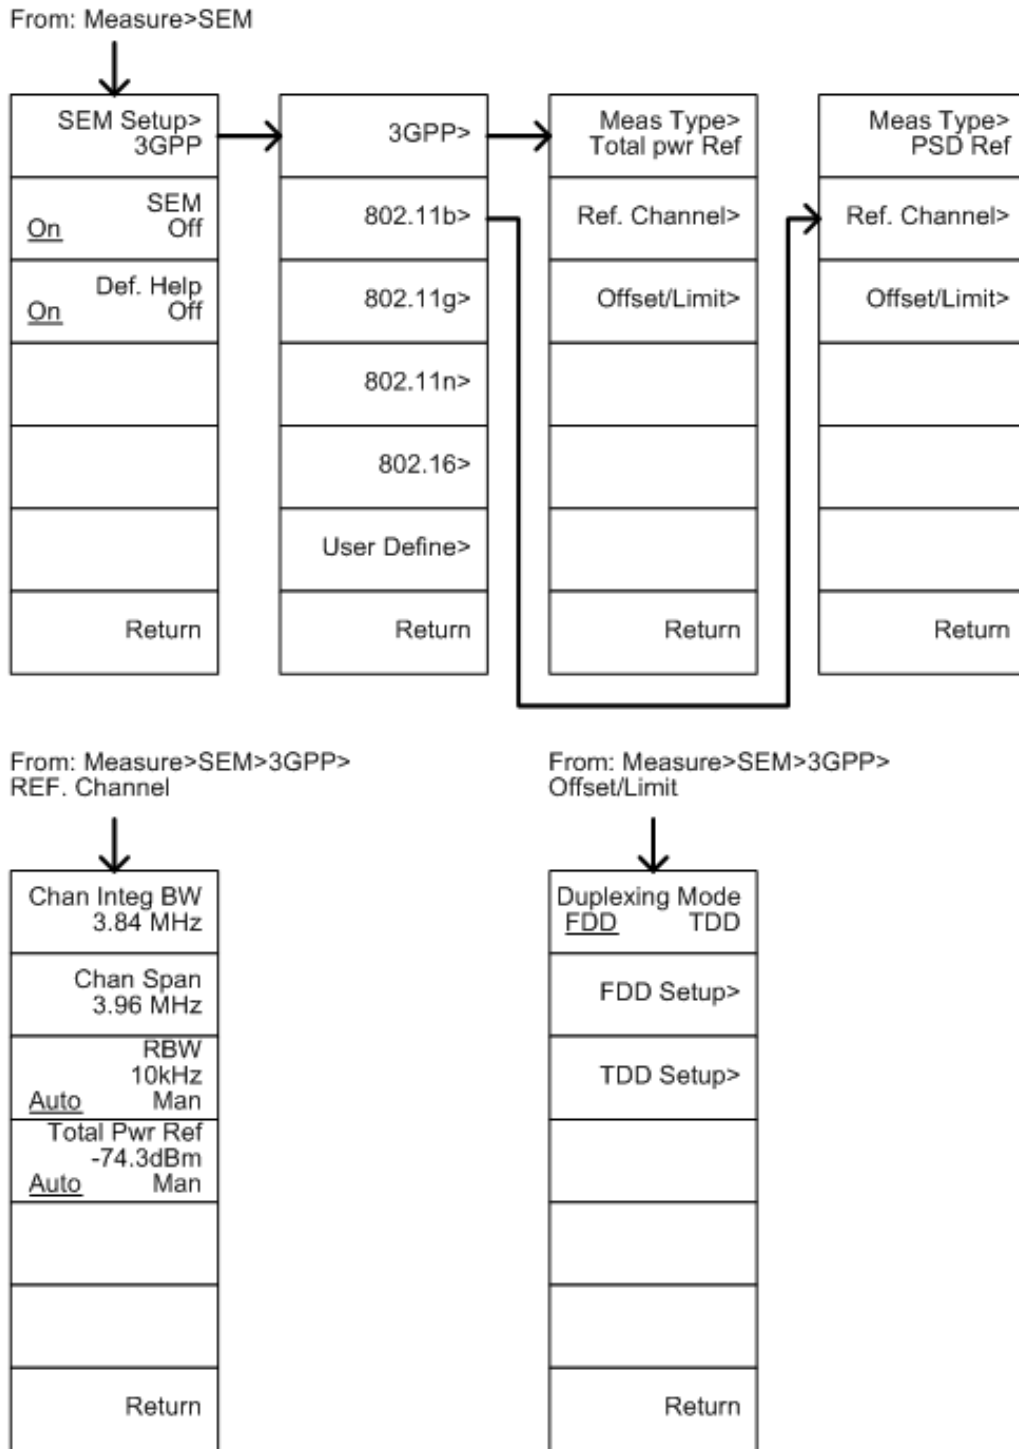 From: Measure>SEM
SEM Setup>
3GPP
SEM
On Off
Def. Help
On Off
Return
3GPP>
802.11b>
802.11g>
802.11n>
802.16>
User Define>
Return
Meas Type>
Total pwr Ref
Ref. Channel>
Offset/Limit>
Return
Meas Type>
PSD Ref
Ref. Channel>
Offset/Limit>
Return
From: Measure>SEM>3GPP>
REF. Channel
Chan Integ BW
3.84 MHz
Chan Span
3.96 MHz
RBW
10kHz
Auto Man
Total Pwr Ref
-74.3dBm
Auto Man
Return
From: Measure>SEM>3GPP>
Offset/Limit
Duplexing Mode
FDD TDD
FDD Setup>
TDD Setup>
Return